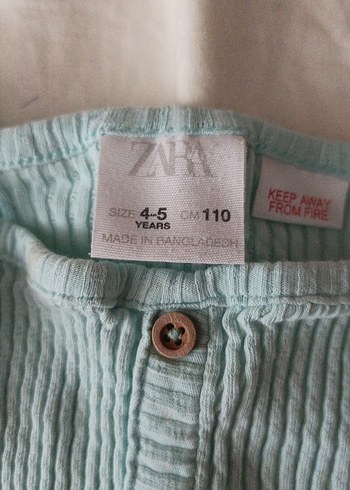 ZARA
SIZE 4-5 CM 110
YEARS
MADE IN BANGLADESH
KEEP AWAY
FROM FIRE